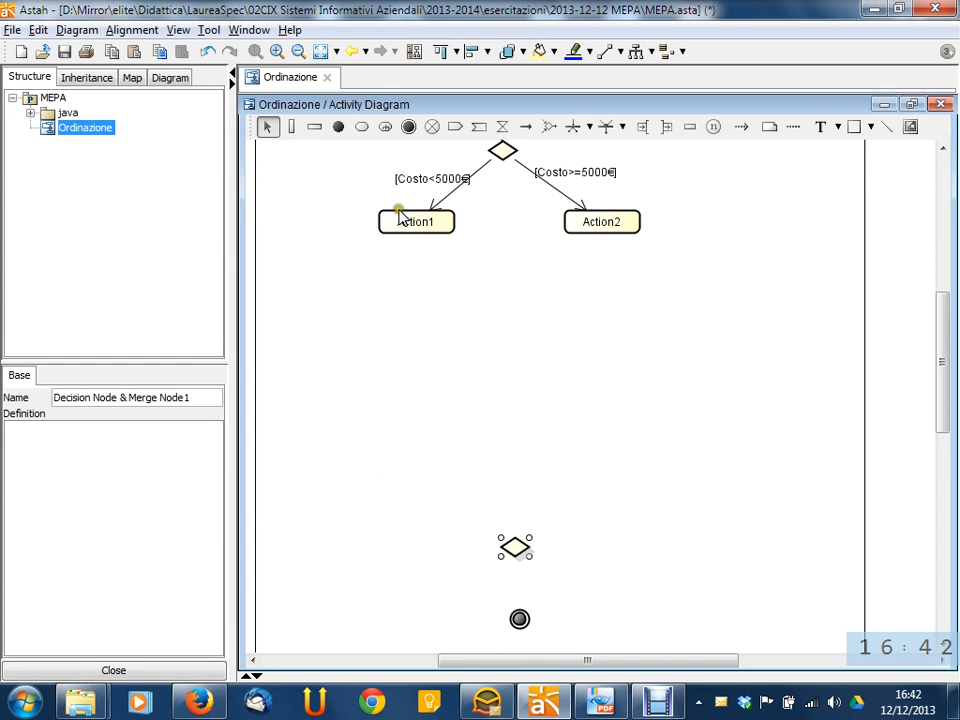 Astah - [D:\Mirror\elite\Didattica\LaureaSpec\02CIX Sistemi Informativi Aziendali\2013-2014\esercitazioni\2013-12-12 MEPA\MEPA.asta] (*)
File Edit Diagram Alignment View Tool Window Help
Structure Inheritance Map Diagram
Ordinazione
MEPA
java
Ordinazione
Ordinazione / Activity Diagram
[Costo<5000€]
[Costo>=5000€]
Action2
Base
Name Decision Node & Merge Node1
Definition
Close
16:42
16:42
12/12/2013